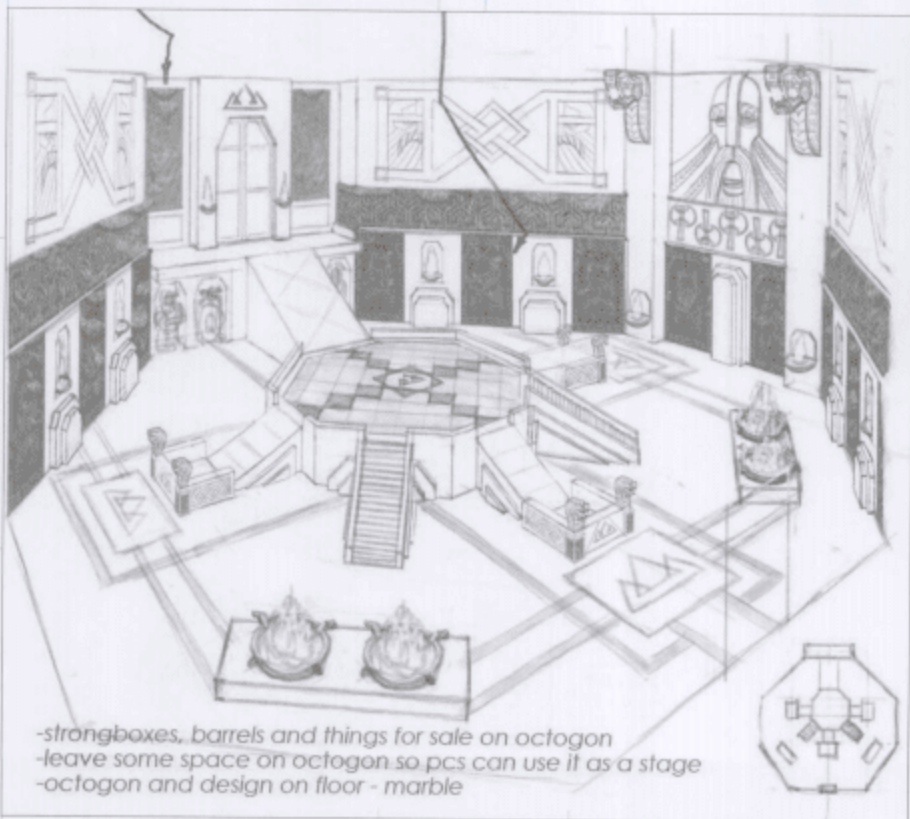 -strongboxes, barrels and things for sale on octogon
-leave some space on octogon so pcs can use it as a stage
-octogon and design on floor - marble